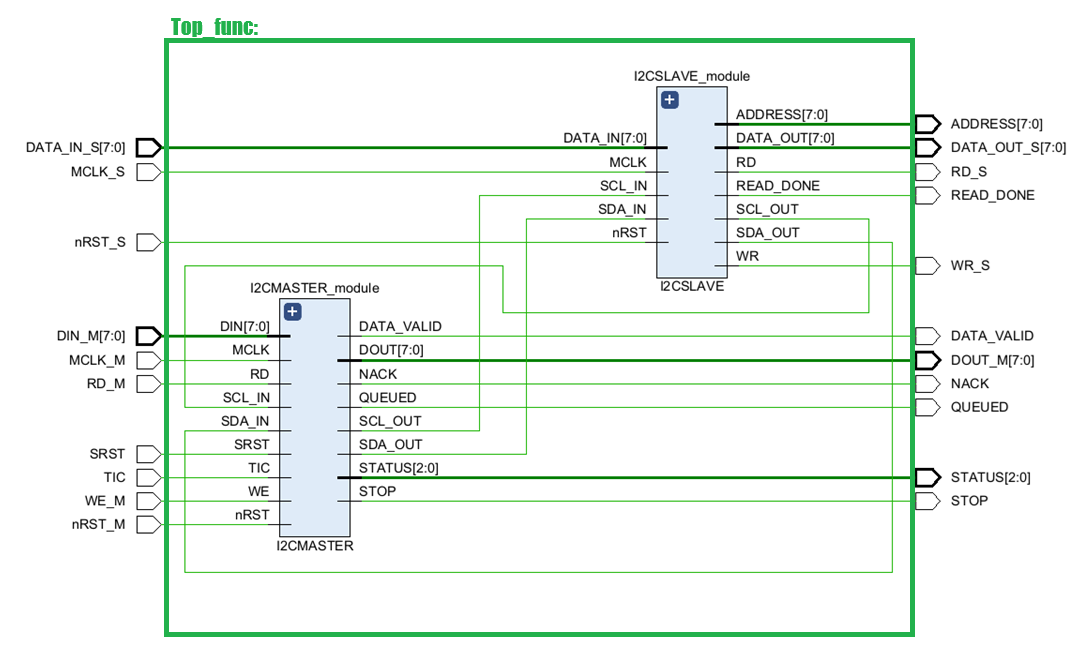 Top_func:
I2CSLAVE_module
ADDRESS[7:0]
ADDRESS[7:0]
DATA_IN_S[7:0]
DATA_IN[7:0]
DATA_OUT[7:0]
DATA_OUT_S[7:0]
MCLK_S
MCLK
RD
RD_S
SCL_IN
READ_DONE
READ_DONE
SDA_IN
SCL_OUT
nRST_S
nRST
SDA_OUT
WR
WR_S
I2CSLAVE
I2CMASTER_module
DIN_M[7:0]
DIN[7:0]
DATA_VALID
DATA_VALID
MCLK_M
MCLK
DOUT[7:0]
DOUT_M[7:0]
RD_M
RD
NACK
NACK
SCL_IN
QUEUED
QUEUED
SDA_IN
SCL_OUT
SRST
SRST
SDA_OUT
TIC
TIC
STATUS[2:0]
STATUS[2:0]
WE_M
WE
STOP
STOP
nRST_M
nRST
I2CMASTER